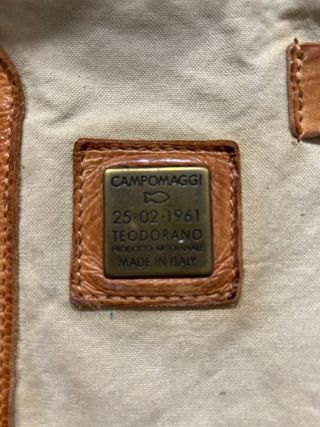 CAMPOMAGGI
25·02·1961
TEODORANO
PRODOTTO ARTIGIANALE
MADE IN ITALY